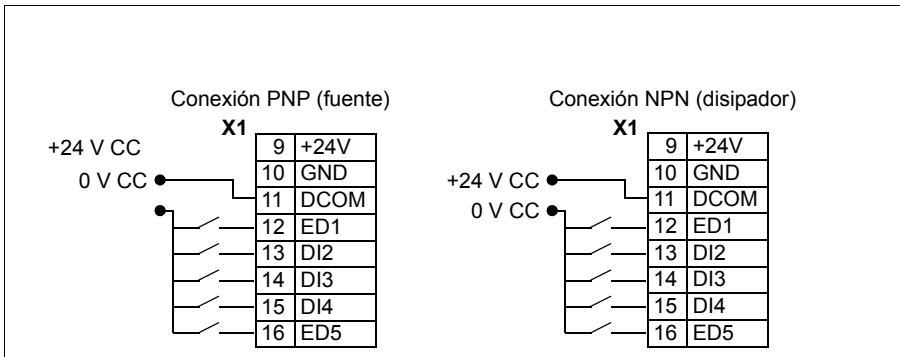 Conexión PNP (fuente)
X1
+24 V CC
0 V CC
9 +24V
10 GND
11 DCOM
12 ED1
13 DI2
14 DI3
15 DI4
16 ED5
Conexión NPN (disipador)
X1
+24 V CC
0 V CC
9 +24V
10 GND
11 DCOM
12 ED1
13 DI2
14 DI3
15 DI4
16 ED5